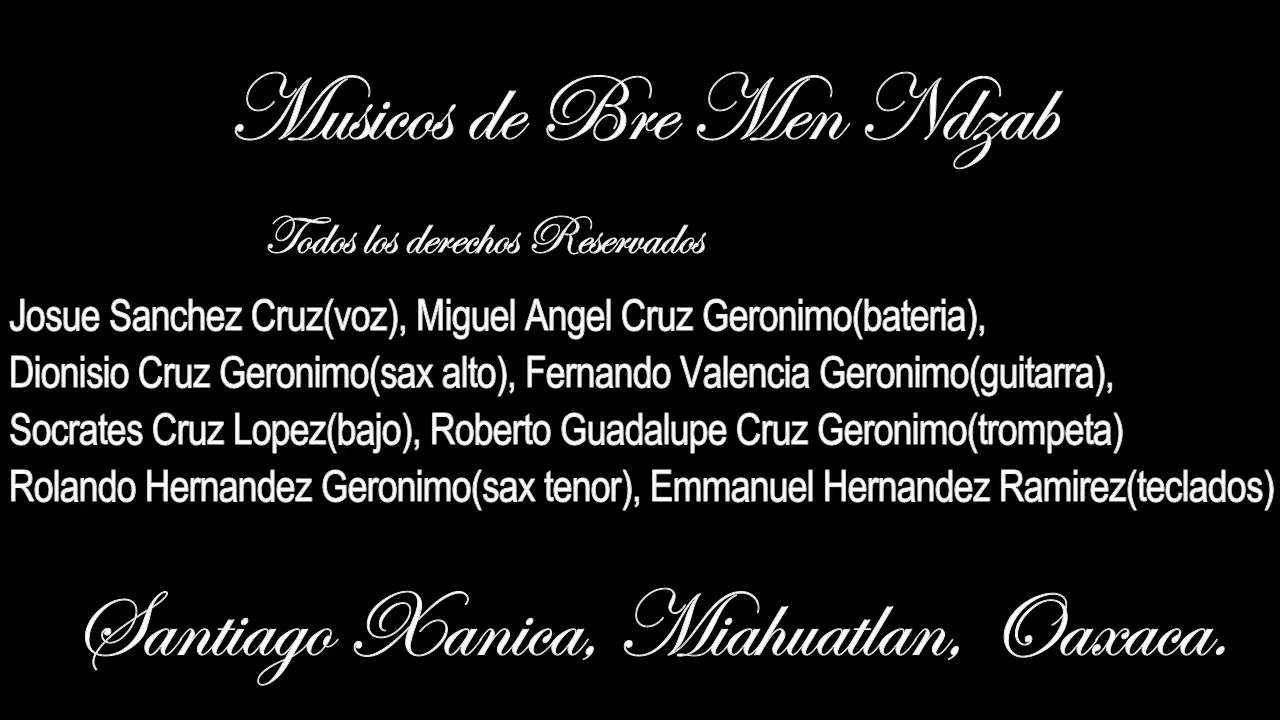 Musicos de Bre Men Ndzab
Todos los derechos Reservados
Josue Sanchez Cruz(voz), Miguel Angel Cruz Geronimo(bateria),
Dionisio Cruz Geronimo(sax alto), Fernando Valencia Geronimo(guitarra),
Socrates Cruz Lopez(bajo), Roberto Guadalupe Cruz Geronimo(trompeta)
Rolando Hernandez Geronimo(sax tenor), Emmanuel Hernandez Ramirez(teclados)
Santiago Xanica, Miahuatlan, Oaxaca.